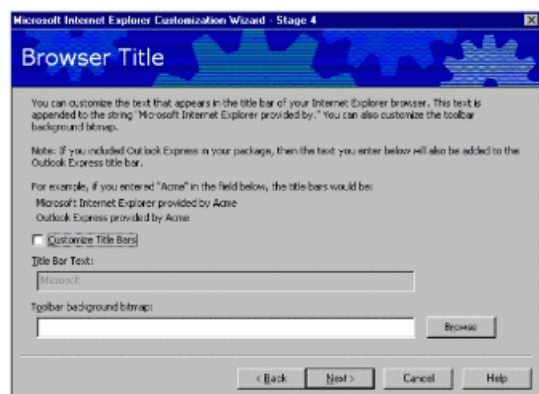 Microsoft Internet Explorer Customization Wizard - Stage 4
Browser Title
You can customize the text that appears in the title bar of your Internet Explorer browser. This text is
appended to the string "Microsoft Internet Explorer provided by." You can also customize the toolbar
background bitmap.
Note: If you included Outlook Express in your package, then the text you enter below will also be added to the
Outlook Express title bar.
For example, if you entered "Acme" in the field below, the title bars would be:
Microsoft Internet Explorer provided by Acme
Outlook Express provided by Acme
Customize Title Bars
Title Bar Text:
Microsoft
Toolbar background bitmap:
Browse
< Back Next > Cancel Help